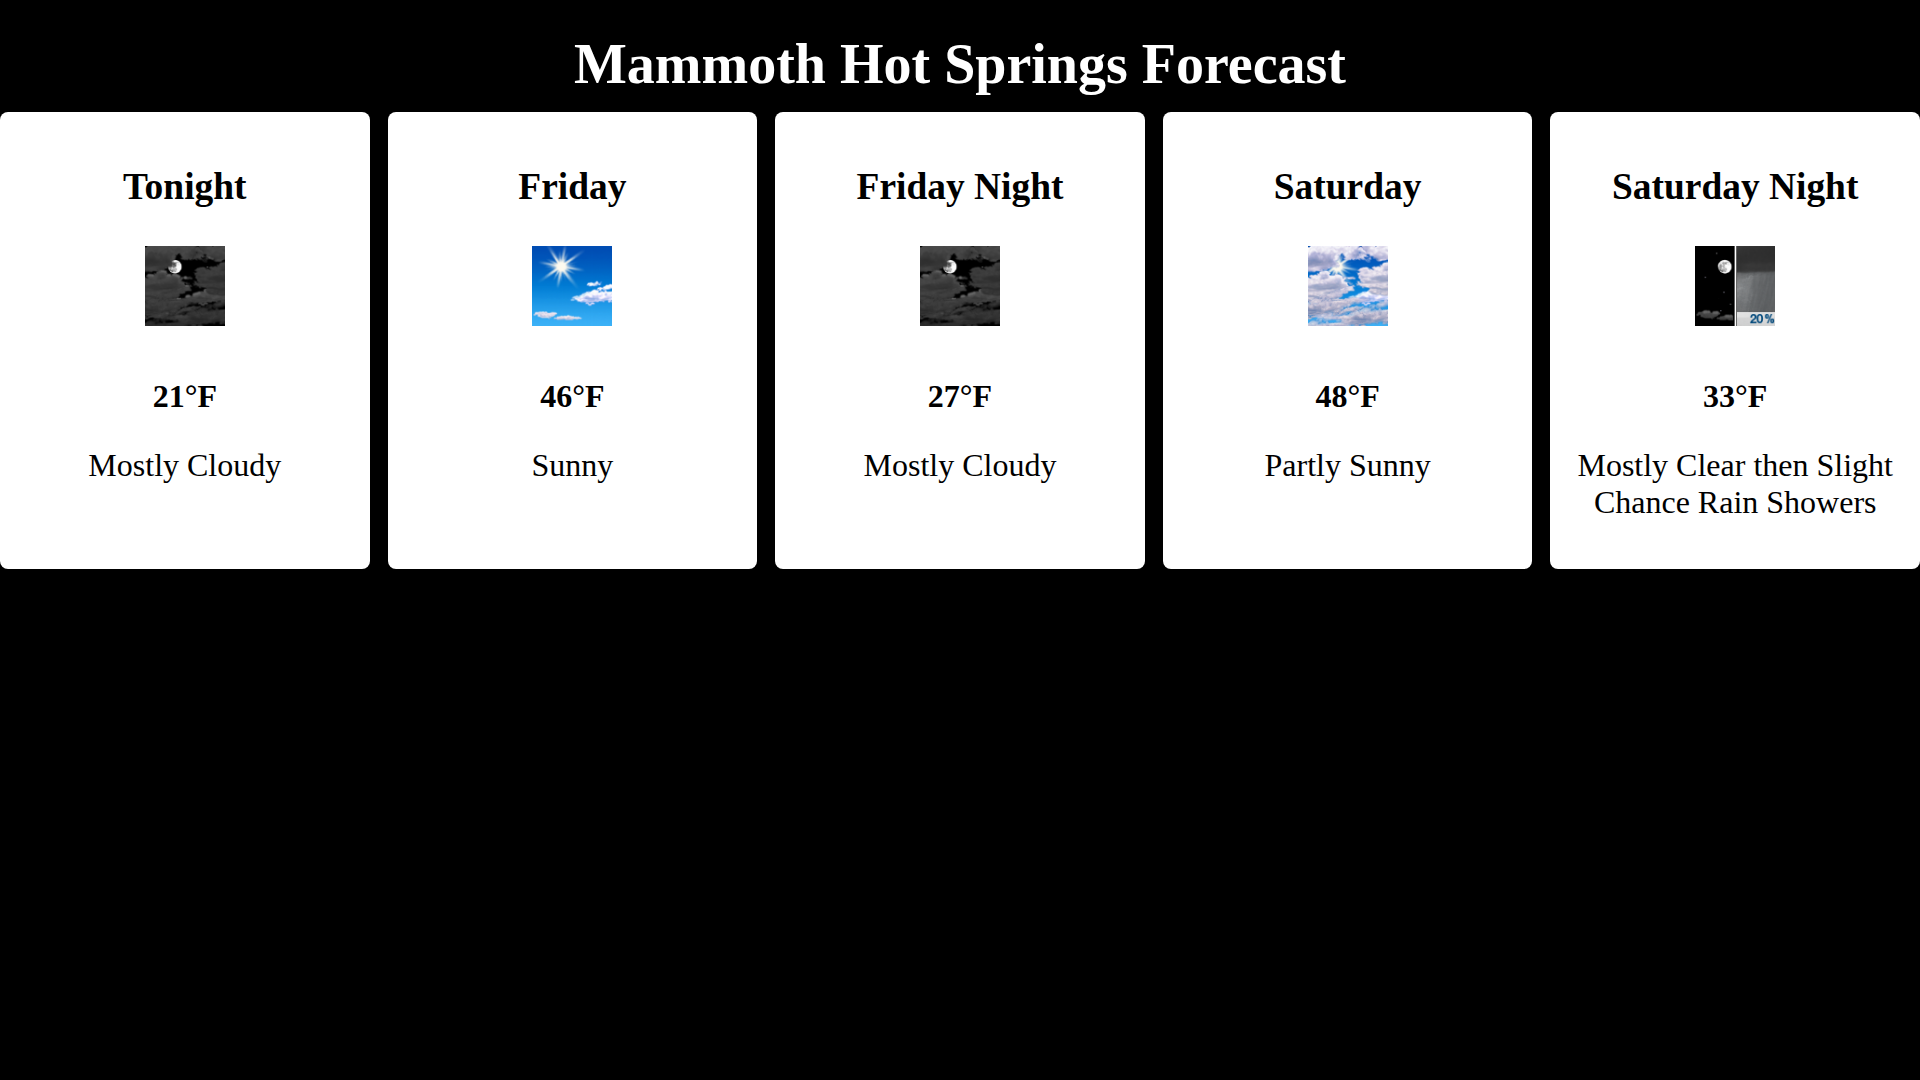 Mammoth Hot Springs Forecast
Tonight
21°F
Mostly Cloudy
Friday
46°F
Sunny
Friday Night
27°F
Mostly Cloudy
Saturday
48°F
Partly Sunny
Saturday Night
20%
33°F
Mostly Clear then Slight
Chance Rain Showers